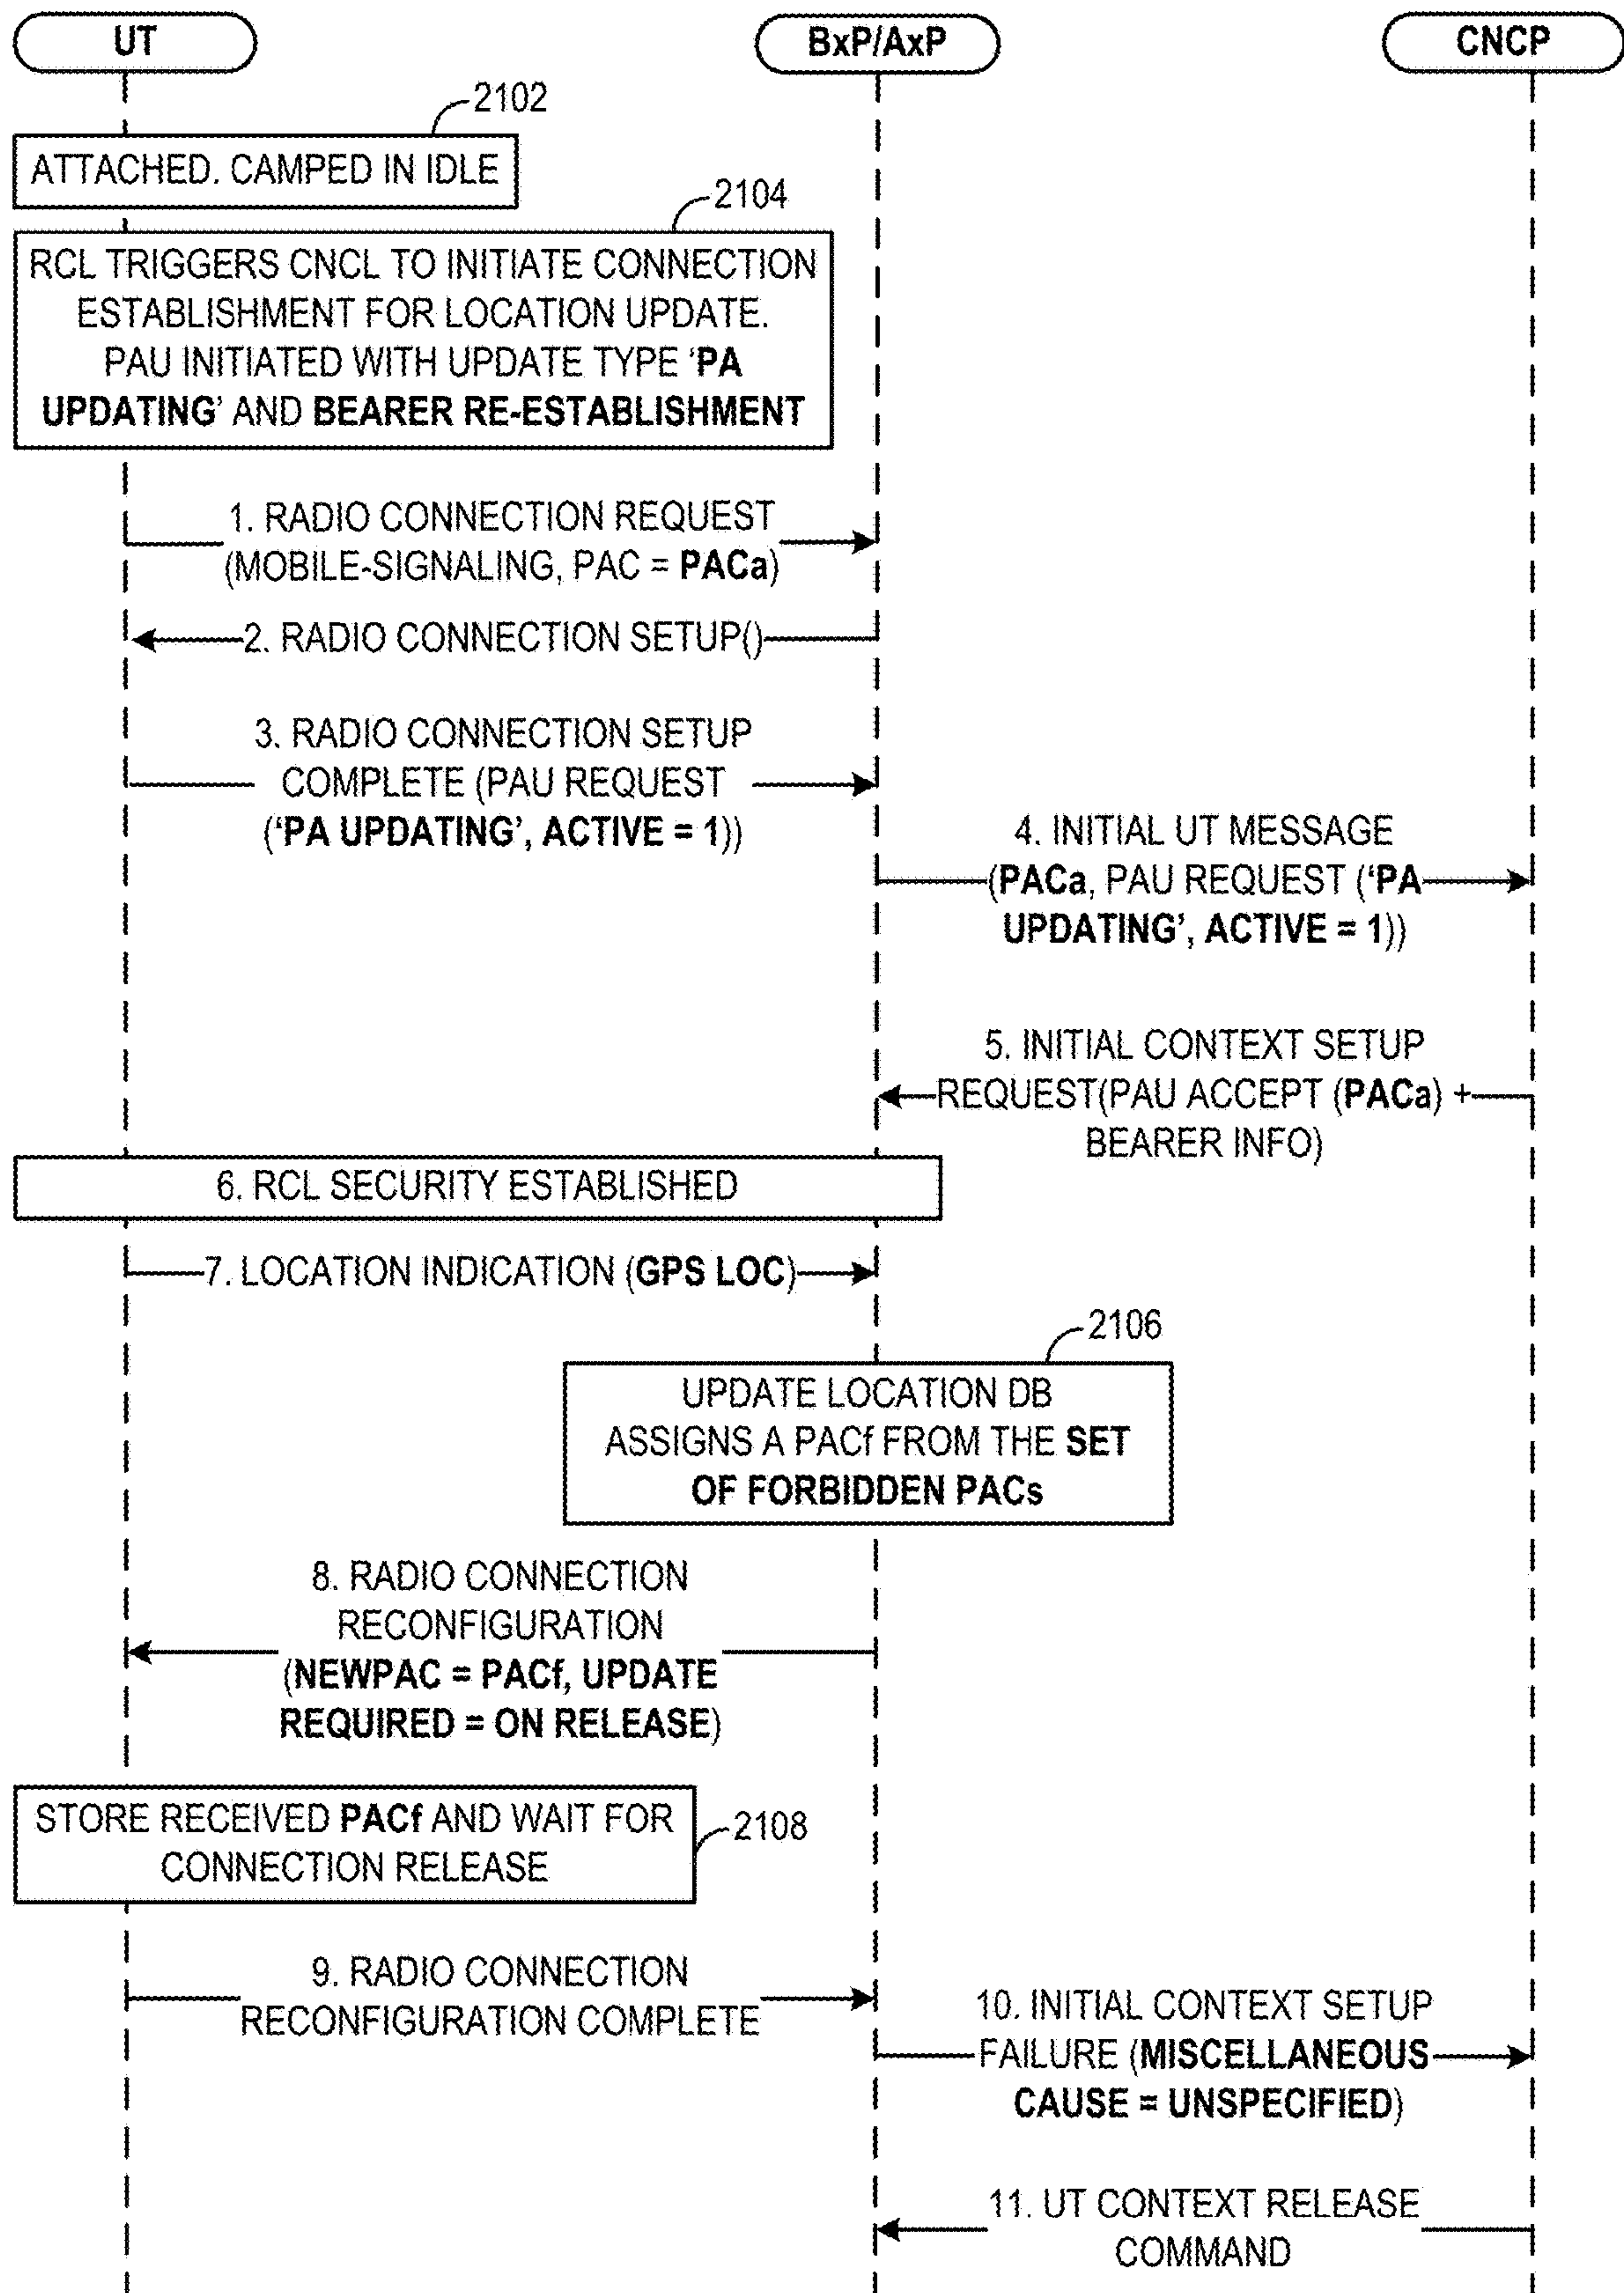 UT
BxP/AxP
CNCP
2102
ATTACHED. CAMPED IN IDLE
2104
RCL TRIGGERS CNCL TO INITIATE CONNECTION
ESTABLISHMENT FOR LOCATION UPDATE.
PAU INITIATED WITH UPDATE TYPE ‘PA
UPDATING’ AND BEARER RE-ESTABLISHMENT
1. RADIO CONNECTION REQUEST
(MOBILE-SIGNALING, PAC = PACa)
2. RADIO CONNECTION SETUP()
3. RADIO CONNECTION SETUP
COMPLETE (PAU REQUEST
(‘PA UPDATING’, ACTIVE = 1))
4. INITIAL UT MESSAGE
(PACa, PAU REQUEST (‘PA
UPDATING’, ACTIVE = 1))
5. INITIAL CONTEXT SETUP
REQUEST(PAU ACCEPT (PACa) +
BEARER INFO)
6. RCL SECURITY ESTABLISHED
7. LOCATION INDICATION (GPS LOC)
2106
UPDATE LOCATION DB
ASSIGNS A PACf FROM THE SET
OF FORBIDDEN PACs
8. RADIO CONNECTION
RECONFIGURATION
(NEWPAC = PACf, UPDATE
REQUIRED = ON RELEASE)
STORE RECEIVED PACf AND WAIT FOR
CONNECTION RELEASE
2108
9. RADIO CONNECTION
RECONFIGURATION COMPLETE
10. INITIAL CONTEXT SETUP
FAILURE (MISCELLANEOUS
CAUSE = UNSPECIFIED)
11. UT CONTEXT RELEASE
COMMAND